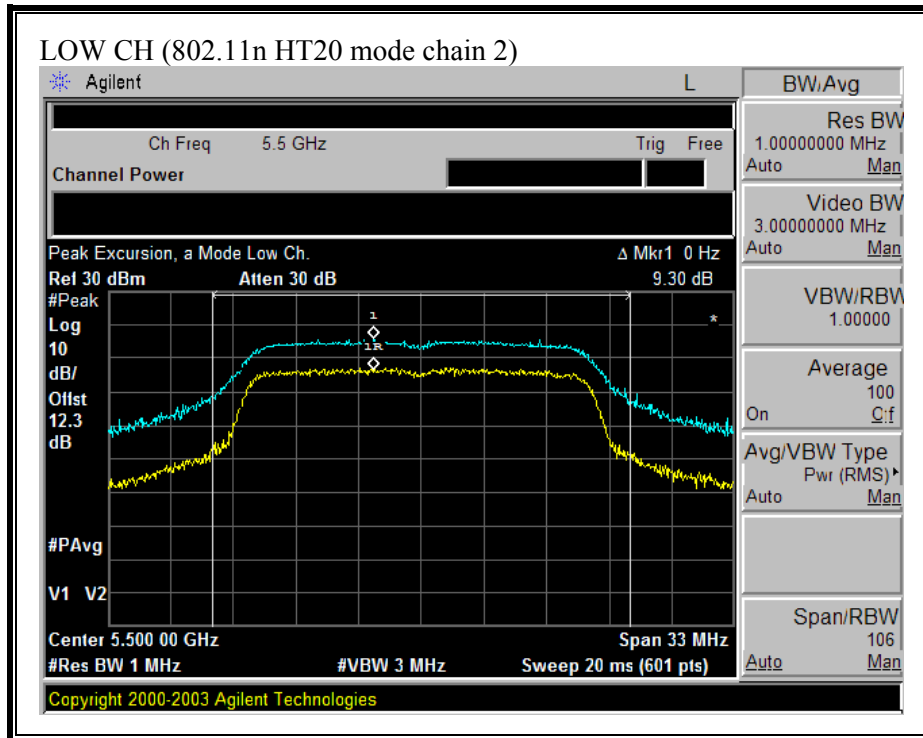 LOW CH (802.11n HT20 mode chain 2)
Agilent L
Ch Freq 5.5 GHz Trig Free
Channel Power
Peak Excursion, a Mode Low Ch.
Δ Mkr1 0 Hz
Ref 30 dBm Atten 30 dB 9.30 dB
#Peak
Log
10
dB/
Offst
12.3
dB
1
1R
*
#PAvg
V1 V2
Center 5.500 00 GHz Span 33 MHz
#Res BW 1 MHz #VBW 3 MHz Sweep 20 ms (601 pts)
Copyright 2000-2003 Agilent Technologies
BW/Avg
Res BW
1.00000000 MHz
Auto Man
Video BW
3.00000000 MHz
Auto Man
VBW/RBW
1.00000
Average
100
On
Avg/VBW Type
Pwr (RMS)
Auto Man
Span/RBW
106
Auto Man